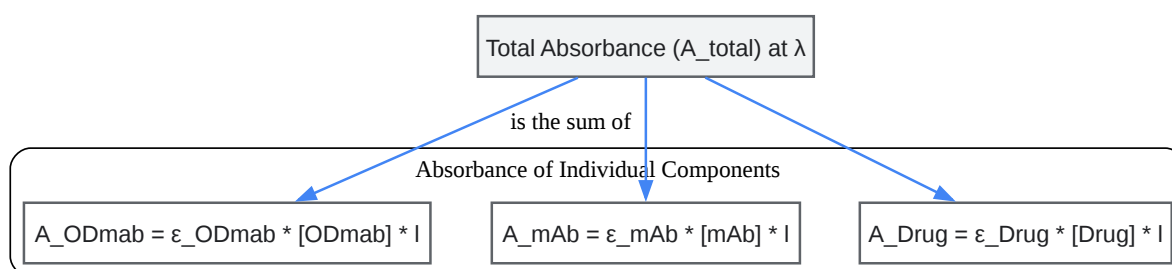 Total Absorbance (A_total) at λ
is the sum of
Absorbance of Individual Components
A_ODmab = ε_ODmab * [ODmab] * l
A_mAb = ε_mAb * [mAb] * l
A_Drug = ε_Drug * [Drug] * l